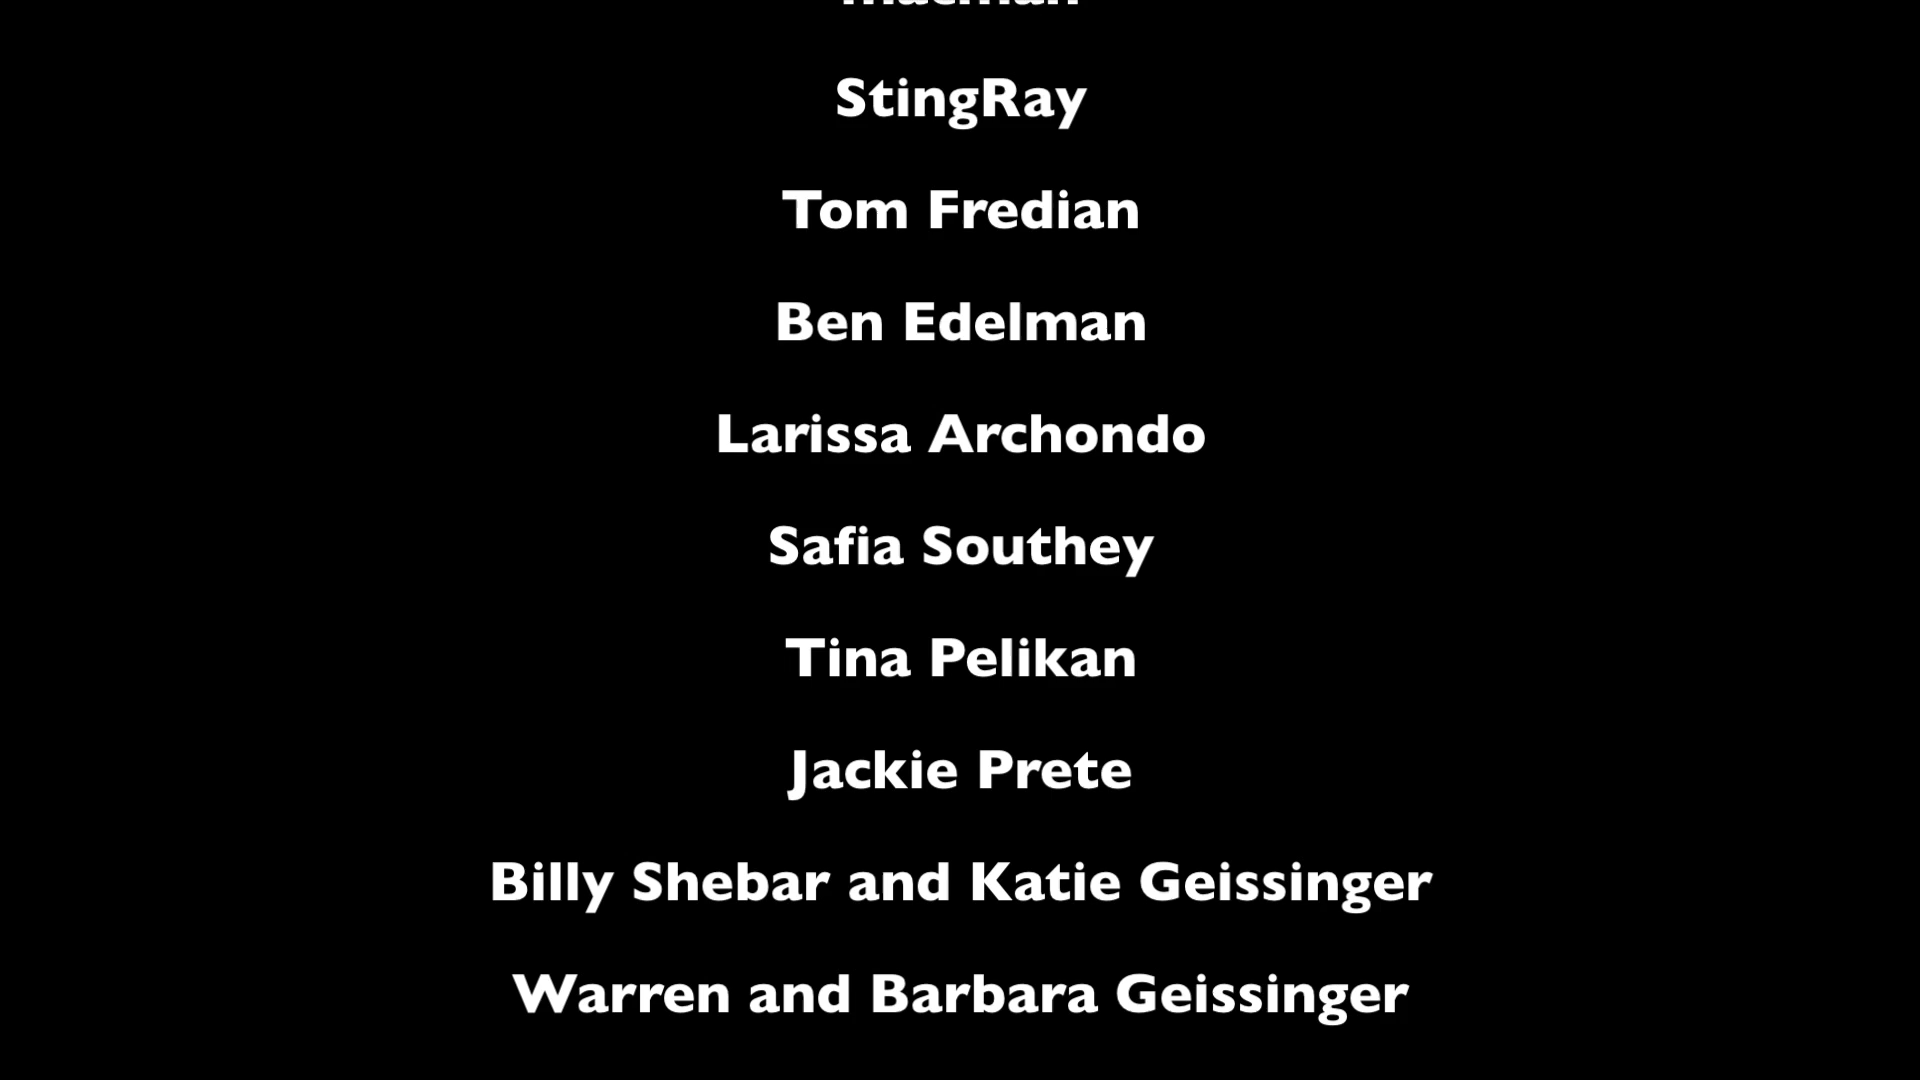 StingRay
Tom Fredian
Ben Edelman
Larissa Archondo
Safia Southey
Tina Pelikan
Jackie Prete
Billy Shebar and Katie Geissinger
Warren and Barbara Geissinger